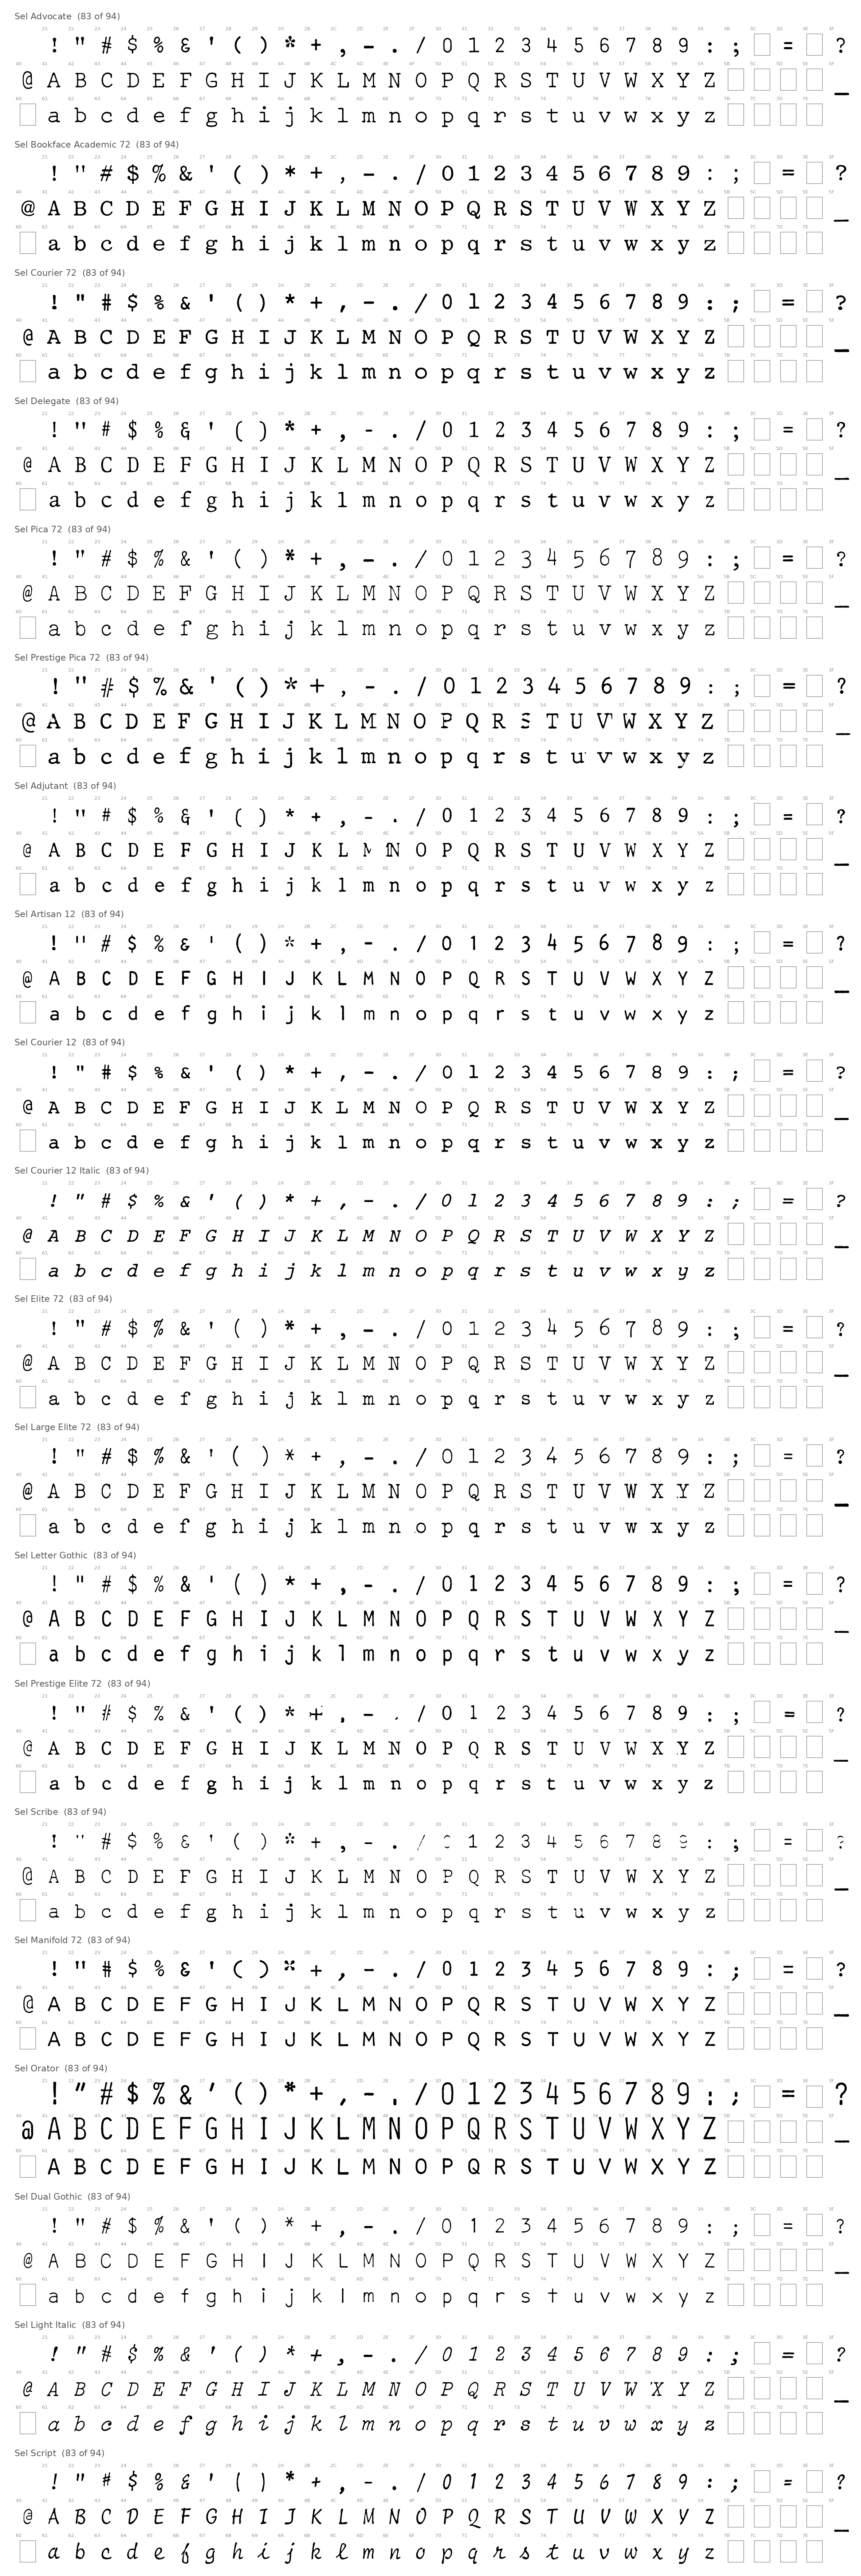 Sel Advocate (83 of 94)
! " # $ % & ' ( ) * + , - . / 0 1 2 3 4 5 6 7 8 9 : ; = ?
@ A B C D E F G H I J K L M N O P Q R S T U V W X Y Z _
a b c d e f g h i j k l m n o p q r s t u v w x y z
Sel Bookface Academic 72 (83 of 94)
! " # $ % & ' ( ) * + , - . / 0 1 2 3 4 5 6 7 8 9 : ; = ?
@ A B C D E F G H I J K L M N O P Q R S T U V W X Y Z _
a b c d e f g h i j k l m n o p q r s t u v w x y z
Sel Courier 72 (83 of 94)
! " # $ % & ' ( ) * + , - . / 0 1 2 3 4 5 6 7 8 9 : ; = ?
@ A B C D E F G H I J K L M N O P Q R S T U V W X Y Z _
a b c d e f g h i j k l m n o p q r s t u v w x y z
Sel Delegate (83 of 94)
! " # $ % & ' ( ) * + , - . / 0 1 2 3 4 5 6 7 8 9 : ; = ?
@ A B C D E F G H I J K L M N O P Q R S T U V W X Y Z _
a b c d e f g h i j k l m n o p q r s t u v w x y z
Sel Pica 72 (83 of 94)
! " # $ % & ' ( ) * + , - . / 0 1 2 3 4 5 6 7 8 9 : ; = ?
@ A B C D E F G H I J K L M N O P Q R S T U V W X Y Z _
a b c d e f g h i j k l m n o p q r s t u v w x y z
Sel Prestige Pica 72 (83 of 94)
! " # $ % & ' ( ) * + , - . / 0 1 2 3 4 5 6 7 8 9 : ; = ?
@ A B C D E F G H I J K L M N O P Q R S T U V W X Y Z _
a b c d e f g h i j k l m n o p q r s t u v w x y z
Sel Adjutant (83 of 94)
! " # $ % & ' ( ) * + , - . / 0 1 2 3 4 5 6 7 8 9 : ; = ?
@ A B C D E F G H I J K L M N O P Q R S T U V W X Y Z _
a b c d e f g h i j k l m n o p q r s t u v w x y z
Sel Artisan 12 (83 of 94)
! " # $ % & ' ( ) * + , - . / 0 1 2 3 4 5 6 7 8 9 : ; = ?
@ A B C D E F G H I J K L M N O P Q R S T U V W X Y Z _
a b c d e f g h i j k l m n o p q r s t u v w x y z
Sel Courier 12 (83 of 94)
! " # $ % & ' ( ) * + , - . / 0 1 2 3 4 5 6 7 8 9 : ; = ?
@ A B C D E F G H I J K L M N O P Q R S T U V W X Y Z _
a b c d e f g h i j k l m n o p q r s t u v w x y z
Sel Courier 12 Italic (83 of 94)
! " # $ % & ' ( ) * + , - . / 0 1 2 3 4 5 6 7 8 9 : ; = ?
@ A B C D E F G H I J K L M N O P Q R S T U V W X Y Z _
a b c d e f g h i j k l m n o p q r s t u v w x y z
Sel Elite 72 (83 of 94)
! " # $ % & ' ( ) * + , - . / 0 1 2 3 4 5 6 7 8 9 : ; = ?
@ A B C D E F G H I J K L M N O P Q R S T U V W X Y Z _
a b c d e f g h i j k l m n o p q r s t u v w x y z
Sel Large Elite 72 (83 of 94)
! " # $ % & ' ( ) * + , - . / 0 1 2 3 4 5 6 7 8 9 : ; = ?
@ A B C D E F G H I J K L M N O P Q R S T U V W X Y Z _
a b c d e f g h i j k l m n o p q r s t u v w x y z
Sel Letter Gothic (83 of 94)
! " # $ % & ' ( ) * + , - . / 0 1 2 3 4 5 6 7 8 9 : ; = ?
@ A B C D E F G H I J K L M N O P Q R S T U V W X Y Z _
a b c d e f g h i j k l m n o p q r s t u v w x y z
Sel Prestige Elite 72 (83 of 94)
! " # $ % & ' ( ) * + , - . / 0 1 2 3 4 5 6 7 8 9 : ; = ?
@ A B C D E F G H I J K L M N O P Q R S T U V W X Y Z _
a b c d e f g h i j k l m n o p q r s t u v w x y z
Sel Scribe (83 of 94)
! " # $ % & ' ( ) * + , - . / 0 1 2 3 4 5 6 7 8 9 : ; = ?
@ A B C D E F G H I J K L M N O P Q R S T U V W X Y Z _
a b c d e f g h i j k l m n o p q r s t u v w x y z
Sel Manifold 72 (83 of 94)
! " # $ % & ' ( ) * + , - . / 0 1 2 3 4 5 6 7 8 9 : ; = ?
@ A B C D E F G H I J K L M N O P Q R S T U V W X Y Z _
A B C D E F G H I J K L M N O P Q R S T U V W X Y Z
Sel Orator (83 of 94)
! " # $ % & ' ( ) * + , - . / 0 1 2 3 4 5 6 7 8 9 : ; = ?
@ A B C D E F G H I J K L M N O P Q R S T U V W X Y Z _
A B C D E F G H I J K L M N O P Q R S T U V W X Y Z
Sel Dual Gothic (83 of 94)
! " # $ % & ' ( ) * + , - . / 0 1 2 3 4 5 6 7 8 9 : ; = ?
@ A B C D E F G H I J K L M N O P Q R S T U V W X Y Z _
a b c d e f g h i j k l m n o p q r s t u v w x y z
Sel Light Italic (83 of 94)
! " # $ % & ' ( ) * + , - . / 0 1 2 3 4 5 6 7 8 9 : ; = ?
@ A B C D E F G H I J K L M N O P Q R S T U V W X Y Z _
a b c d e f g h i j k l m n o p q r s t u v w x y z
Sel Script (83 of 94)
! " # $ % & ' ( ) * + , - . / 0 1 2 3 4 5 6 7 8 9 : ; = ?
@ A B C D E F G H I J K L M N O P Q R S T U V W X Y Z _
a b c d e f g h i j k l m n o p q r s t u v w x y z